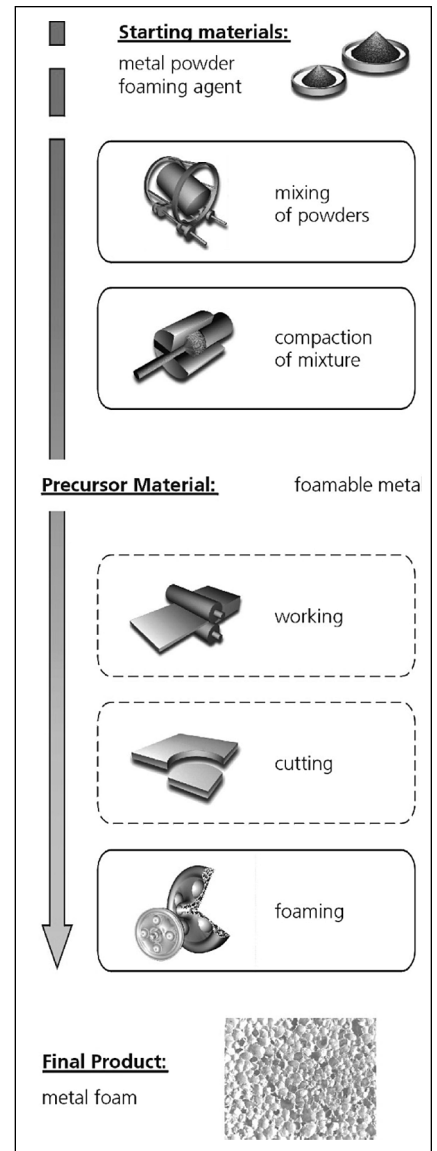 Starting materials:
metal powder
foaming agent
mixing
of powders
compaction
of mixture
Precursor Material: foamable meta
working
cutting
foaming
Final Product:
metal foam